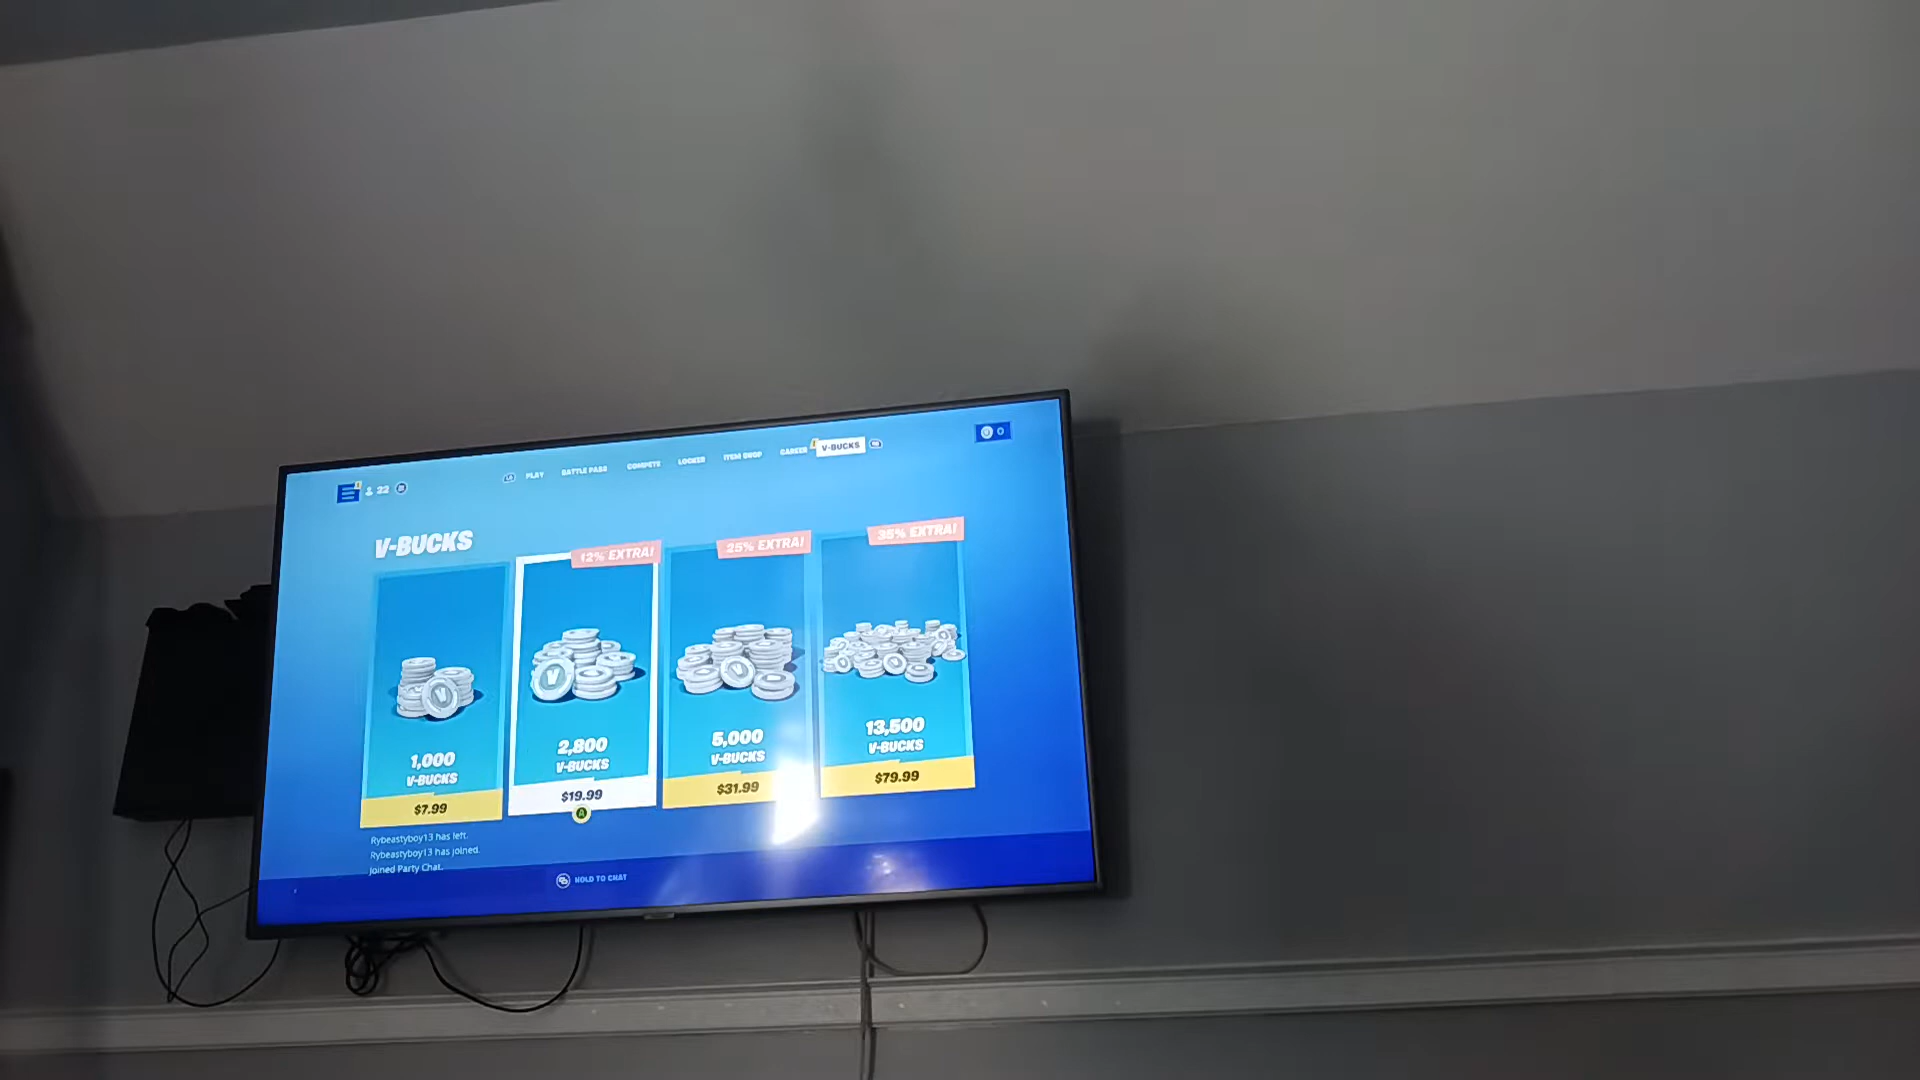 PLAY BATTLE PASS COMPETE LOCKER ITEM SHOP CAREER V-BUCKS
0
22
V-BUCKS
12% EXTRA!
25% EXTRA!
35% EXTRA!
1,000
V-BUCKS
$7.99
2,800
V-BUCKS
$19.99
A
5,000
V-BUCKS
$31.99
13,500
V-BUCKS
$79.99
Rybeastyboy13 has left.
Rybeastyboy13 has joined.
Joined Party Chat.
HOLD TO CHAT